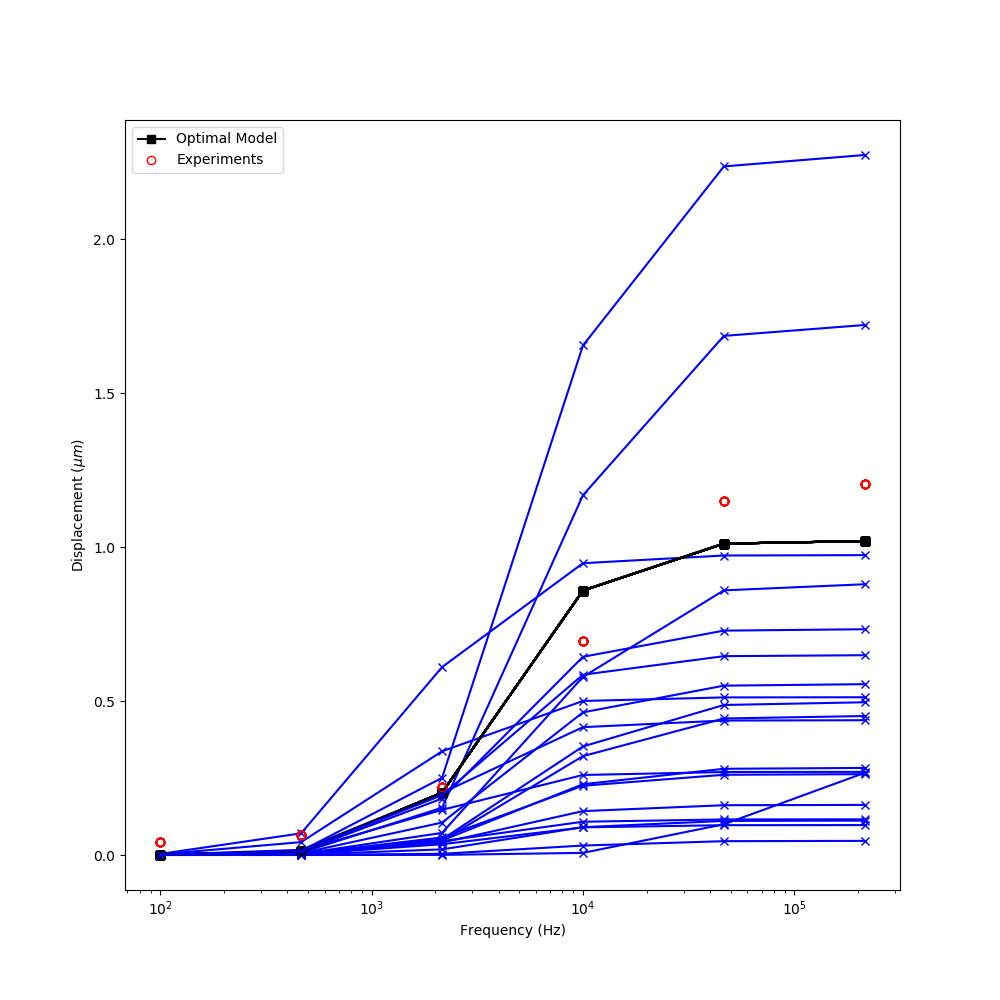 Optimal Model
Experiments
2.0
1.5
1.0
0.5
0.0
Displacement (μm)
10²
10³
10⁴
10⁵
Frequency (Hz)